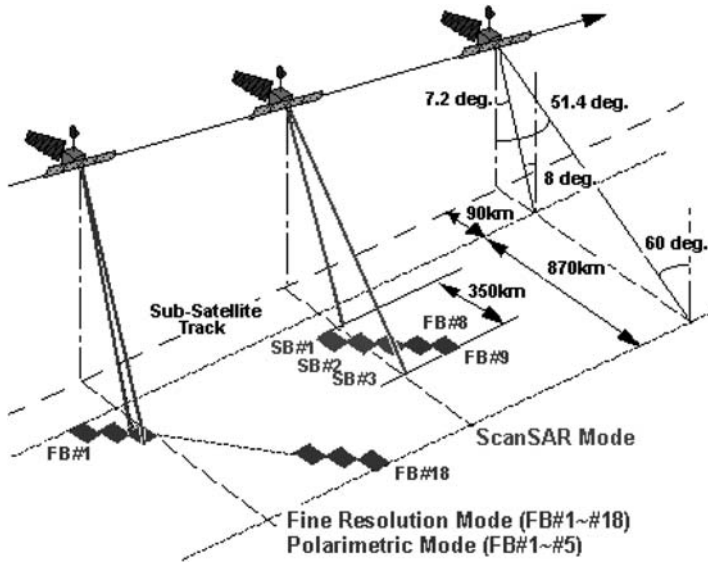 7.2 deg.
51.4 deg.
8 deg.
90km
60 deg.
870km
350km
Sub-Satellite
Track
SB#1
SB#2
SB#3
FB#8
FB#9
FB#1
FB#18
ScanSAR Mode
Fine Resolution Mode (FB#1~#18)
Polarimetric Mode (FB#1~#5)